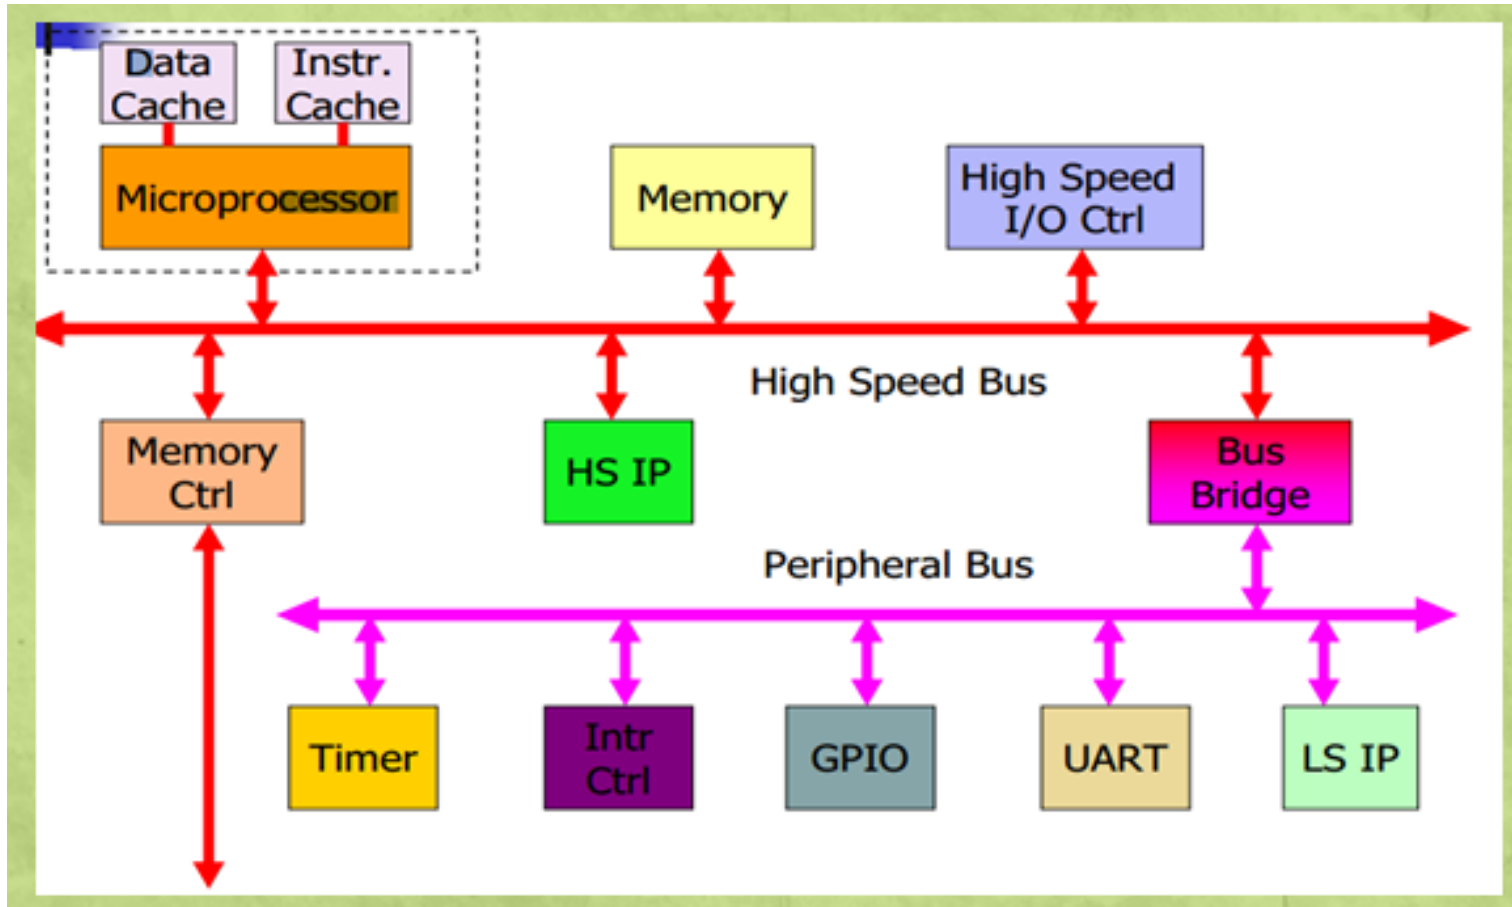 Data
Cache
Instr.
Cache
Microprocessor
Memory
High Speed
I/O Ctrl
High Speed Bus
Memory
Ctrl
HS IP
Bus
Bridge
Peripheral Bus
Timer
Intr
Ctrl
GPIO
UART
LS IP